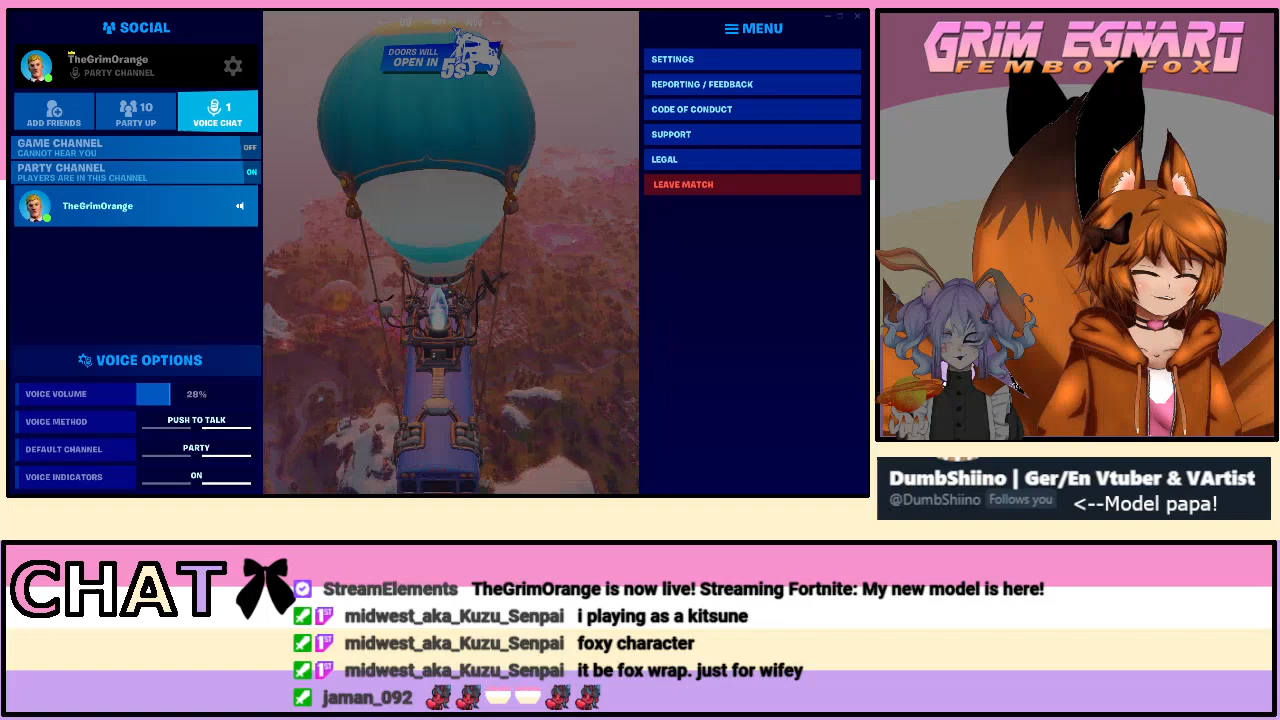 SOCIAL
TheGrimOrange
PARTY CHANNEL
ADD FRIENDS
10
PARTY UP
1
VOICE CHAT
GAME CHANNEL
CANNOT HEAR YOU
OFF
PARTY CHANNEL
PLAYERS ARE IN THIS CHANNEL
ON
TheGrimOrange
VOICE OPTIONS
VOICE VOLUME
28%
VOICE METHOD
PUSH TO TALK
DEFAULT CHANNEL
PARTY
VOICE INDICATORS
ON
DOORS WILL
OPEN IN
5S
MENU
SETTINGS
REPORTING / FEEDBACK
CODE OF CONDUCT
SUPPORT
LEGAL
LEAVE MATCH
GRIM EGNART
FEMBOY FOX
DumbShiino | Ger/En Vtuber & VArtist
@DumbShiino Follows you
<--Model papa!
CHAT
StreamElements TheGrimOrange is now live! Streaming Fortnite: My new model is here!
midwest_aka_Kuzu_Senpai i playing as a kitsune
midwest_aka_Kuzu_Senpai foxy character
midwest_aka_Kuzu_Senpai it be fox wrap. just for wifey
jaman_092